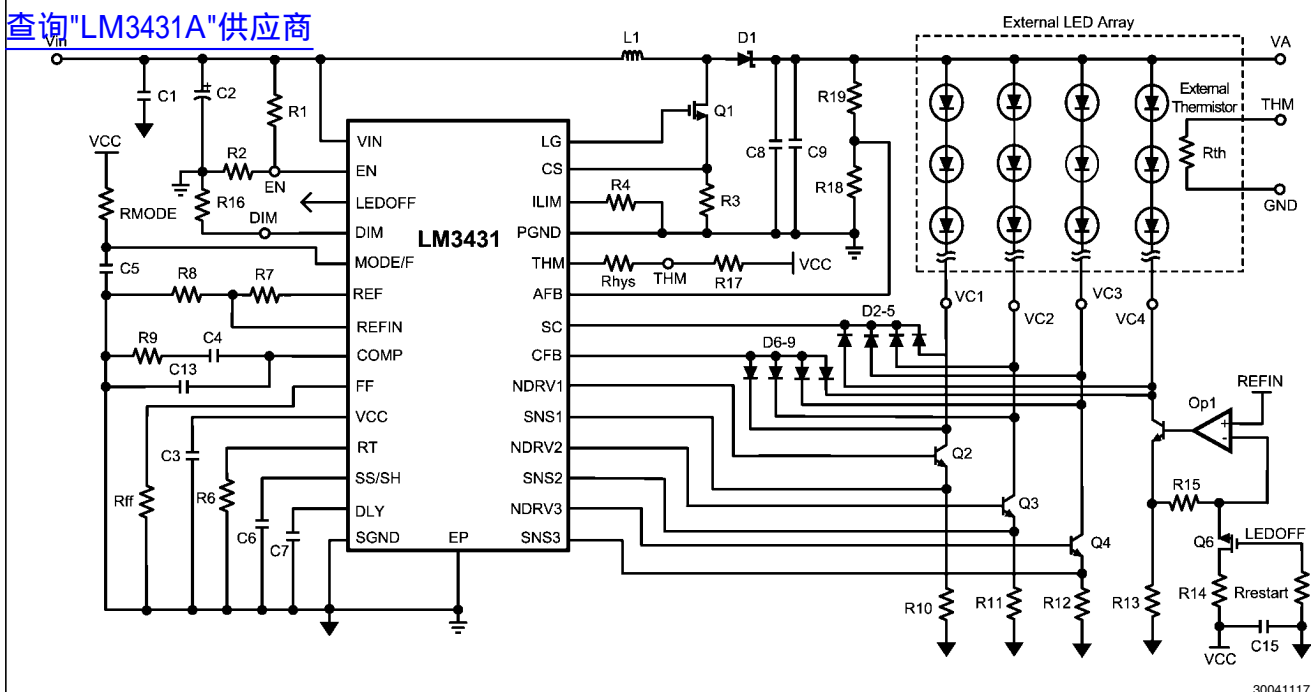 查询"LM3431A"供应商
External LED Array
Vin
L1
D1
VA
C1
C2
R1
Q1
R19
External
Thermistor
THM
VCC
R2
EN
VIN
LG
C8
C9
Rth
EN
CS
RMODE
R16
LEDOFF
ILIM
R4
R3
R18
GND
DIM
DIM
LM3431
PGND
C5
MODE/F
THM
Rhys
THM
R17
VCC
R8
R7
REF
AFB
VC1
VC2
VC3
VC4
REFIN
SC
D2-5
R9
C4
COMP
CFB
D6-9
C13
FF
NDRV1
REFIN
Op1
+
-
VCC
SNS1
C3
RT
NDRV2
Q2
Rff
R6
SS/SH
SNS2
R15
C6
C7
DLY
NDRV3
Q3
SGND
EP
SNS3
Q4
Q6
LEDOFF
R10
R11
R12
R13
R14
Rrestart
VCC
C15
30041117